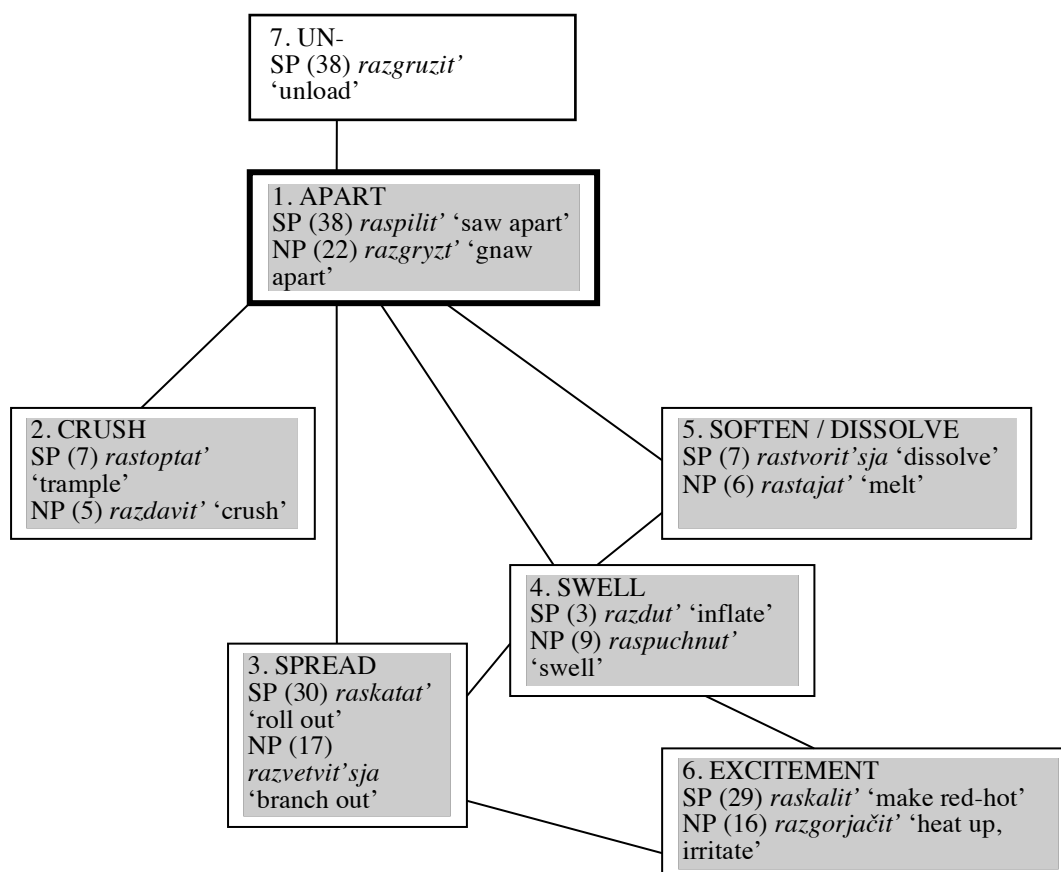 7. UN-
SP (38) razgruzit’
‘unload’
1. APART
SP (38) raspilit’ ‘saw apart’
NP (22) razgryzt’ ‘gnaw
apart’
2. CRUSH
SP (7) rastoptat’
‘trample’
NP (5) razdavit’ ‘crush’
5. SOFTEN / DISSOLVE
SP (7) rastvorit’sja ‘dissolve’
NP (6) rastajat’ ‘melt’
4. SWELL
SP (3) razdut’ ‘inflate’
NP (9) raspuchnut’
‘swell’
3. SPREAD
SP (30) raskatat’
‘roll out’
NP (17)
razvetvit’sja
‘branch out’
6. EXCITEMENT
SP (29) raskalit’ ‘make red-hot’
NP (16) razgorjačit’ ‘heat up,
irritate’